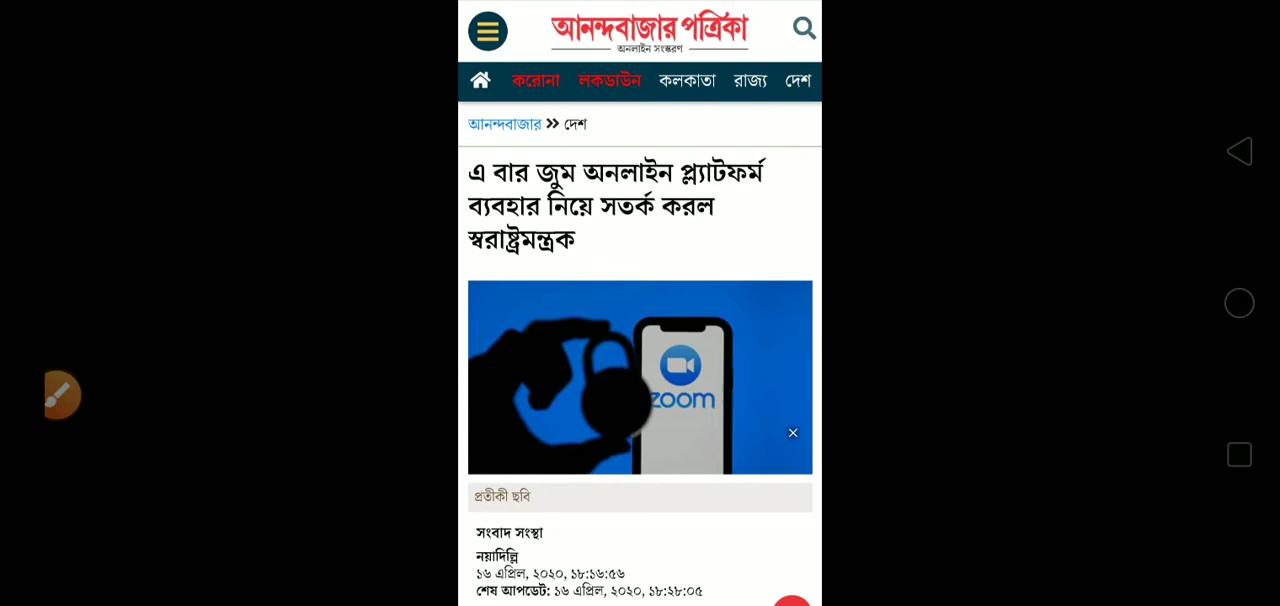 আনন্দবাজার পত্রিকা
অনলাইন সংস্করণ
করোনা লকডাউন কলকাতা রাজ্য দেশ
আনন্দবাজার » দেশ
এ বার জুম অনলাইন প্ল্যাটফর্ম
ব্যবহার নিয়ে সতর্ক করল
স্বরাষ্ট্রমন্ত্রক
zoom
প্রতীকী ছবি
সংবাদ সংস্থা
নয়াদিল্লি
১৬ এপ্রিল, ২০২০, ১৮:১৬:৫৬
শেষ আপডেট: ১৬ এপ্রিল, ২০২০, ১৮:২৮:০৫